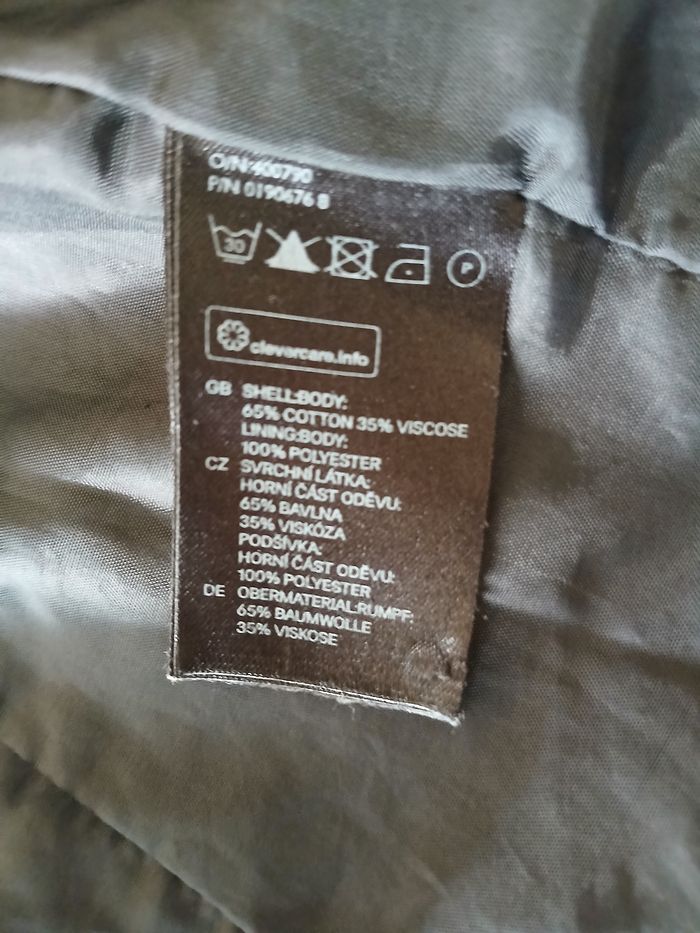 O/N:400790
P/N 0190676 8
30
P
clevercare.info
GB SHELL:BODY:
65% COTTON 35% VISCOSE
LINING:BODY:
100% POLYESTER
CZ SVRCHNÍ LÁTKA:
HORNÍ ČÁST ODĚVU:
65% BAVLNA
35% VISKÓZA
PODŠÍVKA:
HORNÍ ČÁST ODĚVU:
100% POLYESTER
DE OBERMATERIAL:RUMPF:
65% BAUMWOLLE
35% VISKOSE